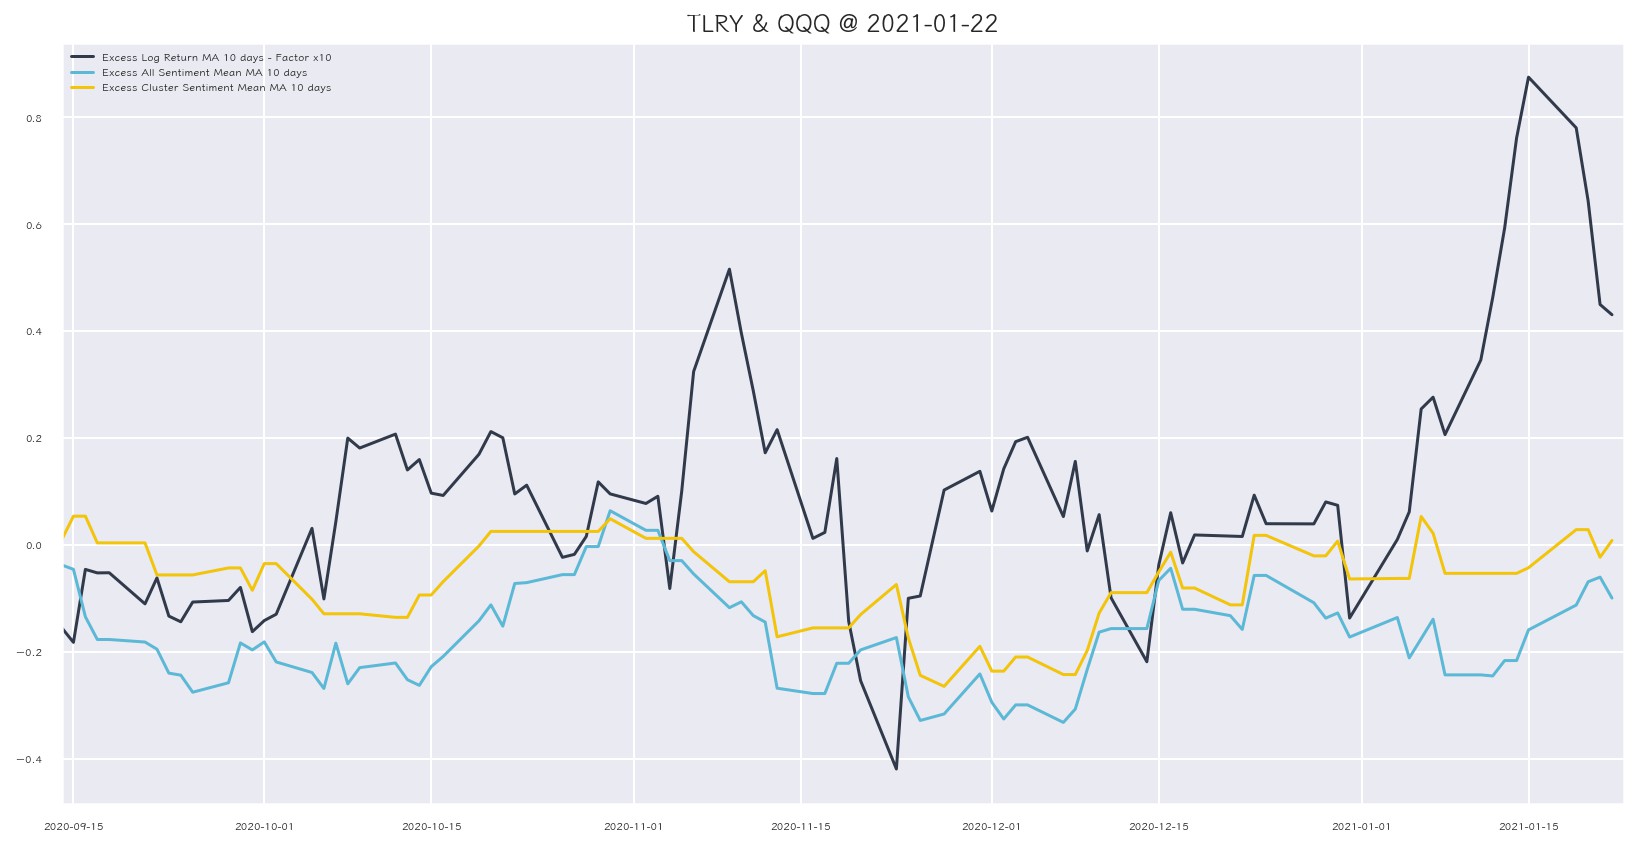 TLRY & QQQ @ 2021-01-22
Excess Log Return MA 10 days - Factor x10
Excess All Sentiment Mean MA 10 days
Excess Cluster Sentiment Mean MA 10 days
0.8
0.6
0.4
0.2
0.0
−0.2
−0.4
2020-09-15 2020-10-01 2020-10-15 2020-11-01 2020-11-15 2020-12-01 2020-12-15 2021-01-01 2021-01-15